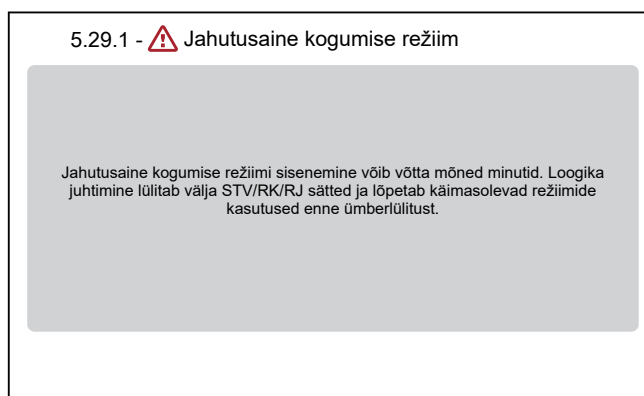 5.29.1 - Jahutusaine kogumise režiim
Jahutusaine kogumise režiimi sisenemine võib võtta mõned minutid. Loogika
juhtimine lülitab välja STV/RK/RJ sätted ja lõpetab käimasolevad režiimide
kasutused enne ümberlülitust.